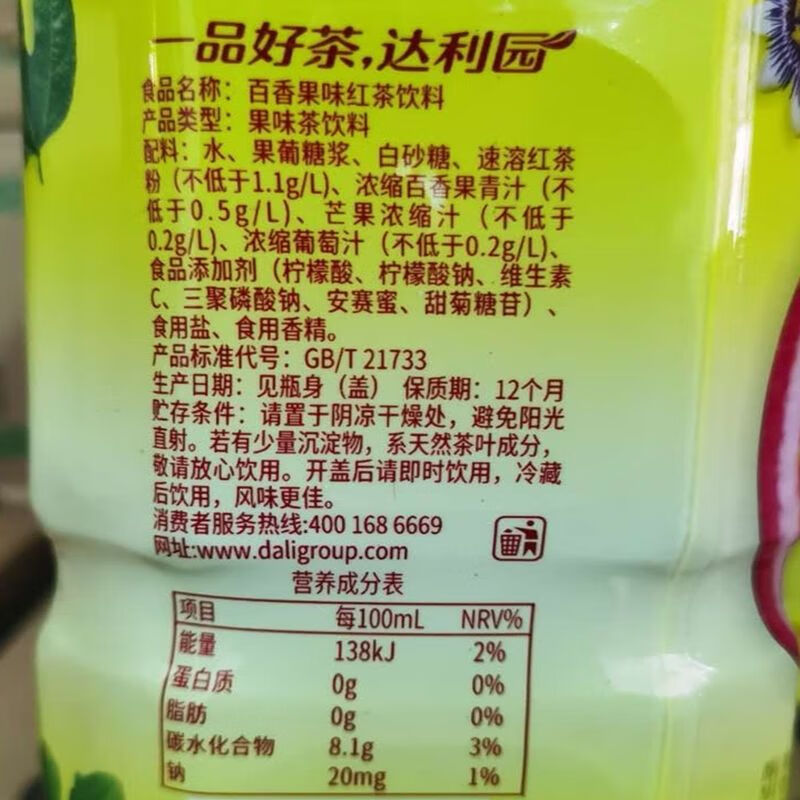 一品好茶,达利园
食品名称：百香果味红茶饮料
产品类型：果味茶饮料
配料：水、果葡糖浆、白砂糖、速溶红茶
粉（不低于1.1g/L)、浓缩百香果青汁（不
低于0.5g/L)、芒果浓缩汁（不低于
0.2g/L)、浓缩葡萄汁（不低于0.2g/L)、
食品添加剂（柠檬酸、柠檬酸钠、维生素
C、三聚磷酸钠、安赛蜜、甜菊糖苷）、
食用盐、食用香精。
产品标准代号：GB/T 21733
生产日期：见瓶身（盖） 保质期：12个月
贮存条件：请置于阴凉干燥处，避免阳光
直射。若有少量沉淀物，系天然茶叶成分，
敬请放心饮用。开盖后请即时饮用，冷藏
后饮用，风味更佳。
消费者服务热线:400 168 6669
网址:www.daligroup.com
营养成分表
项目 每100mL NRV%
能量 138kJ 2%
蛋白质 0g 0%
脂肪 0g 0%
碳水化合物 8.1g 3%
钠 20mg 1%